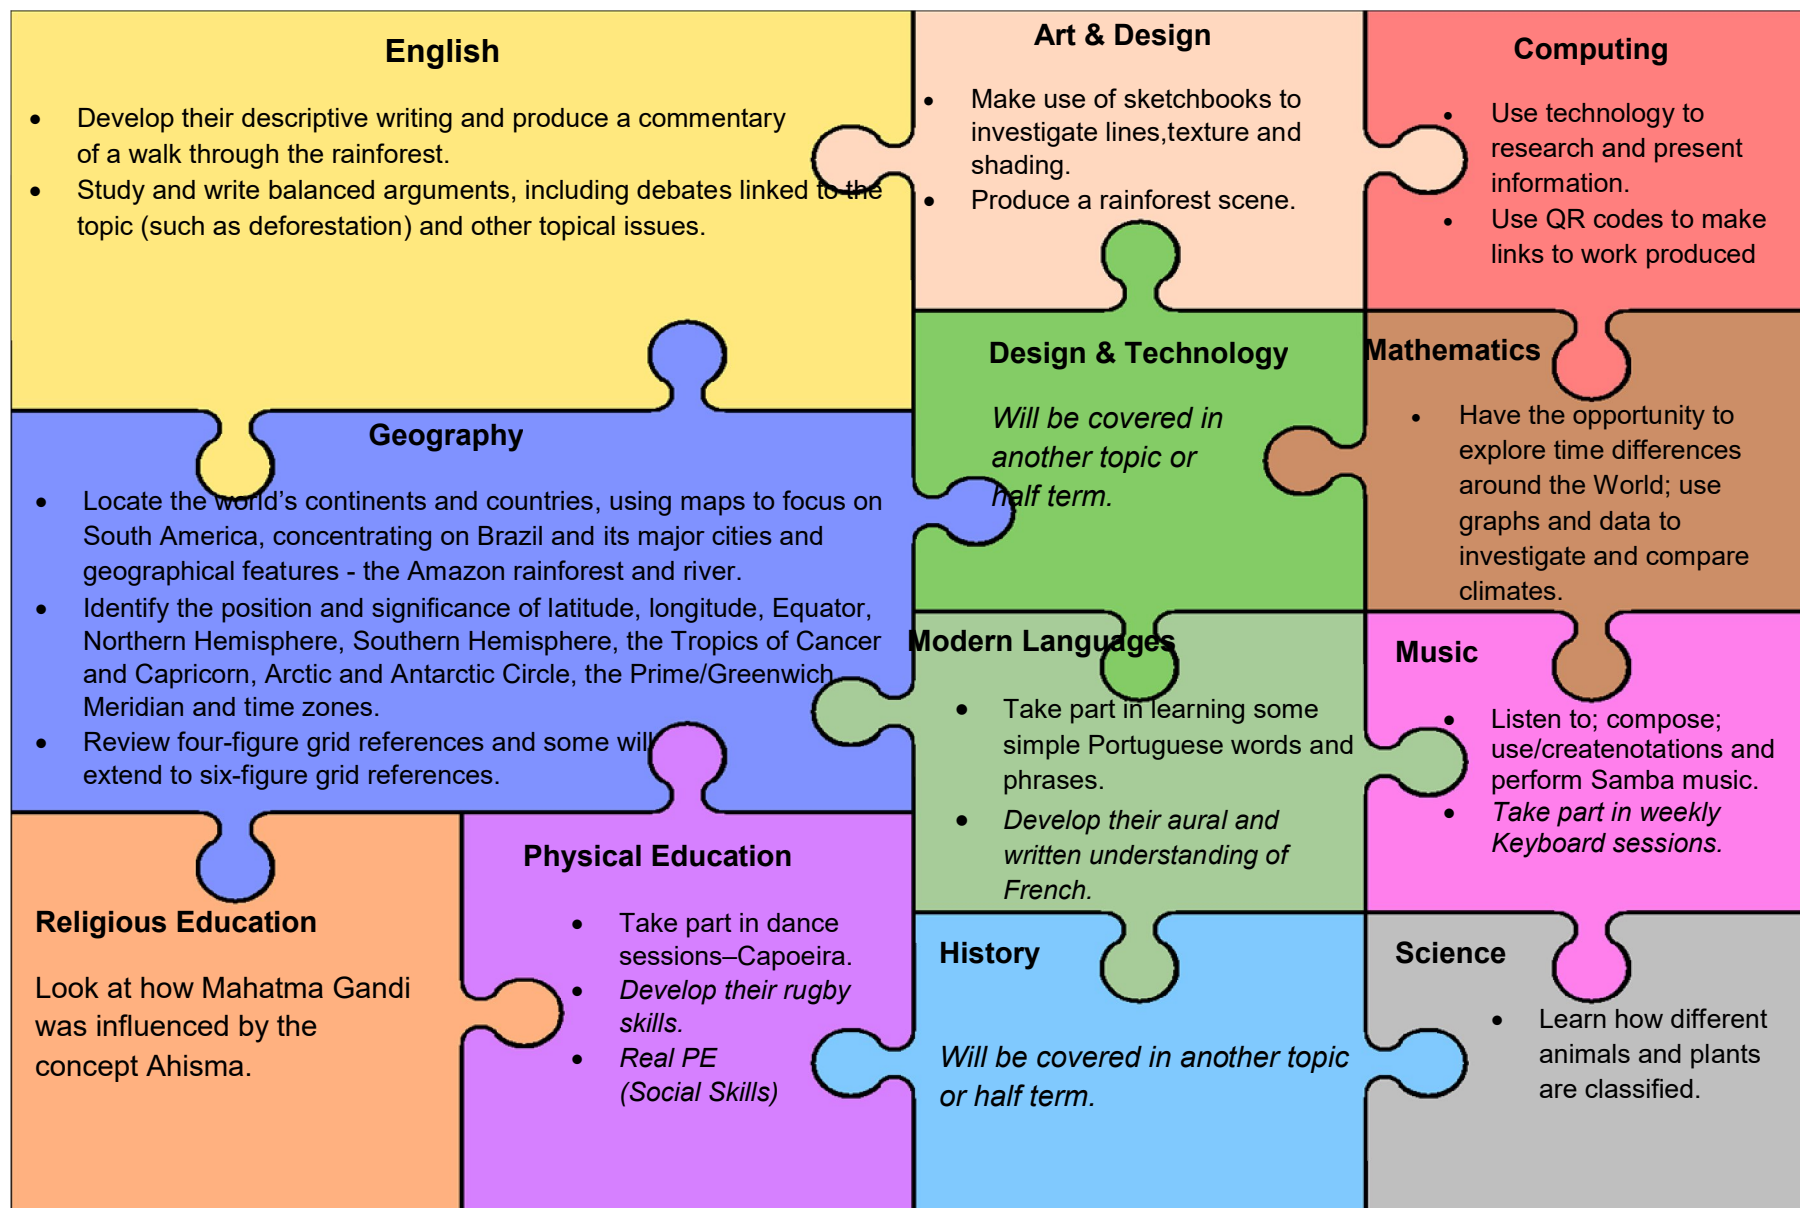 English
• Develop their descriptive writing and produce a commentary
of a walk through the rainforest.
• Study and write balanced arguments, including debates linked to the
topic (such as deforestation) and other topical issues.
Art & Design
• Make use of sketchbooks to
investigate lines,texture and
shading.
• Produce a rainforest scene.
Computing
• Use technology to
research and present
information.
• Use QR codes to make
links to work produced
Geography
• Locate the world's continents and countries, using maps to focus on
South America, concentrating on Brazil and its major cities and
geographical features - the Amazon rainforest and river.
• Identify the position and significance of latitude, longitude, Equator,
Northern Hemisphere, Southern Hemisphere, the Tropics of Cancer
and Capricorn, Arctic and Antarctic Circle, the Prime/Greenwich
Meridian and time zones.
• Review four-figure grid references and some will
extend to six-figure grid references.
Design & Technology
Will be covered in
another topic or
half term.
Mathematics
• Have the opportunity to
explore time differences
around the World; use
graphs and data to
investigate and compare
climates.
Modern Languages
• Take part in learning some
simple Portuguese words and
phrases.
• Develop their aural and
written understanding of
French.
Music
• Listen to; compose;
use/createnotations and
perform Samba music.
• Take part in weekly
Keyboard sessions.
Religious Education
Look at how Mahatma Gandi
was influenced by the
concept Ahisma.
Physical Education
• Take part in dance
sessions–Capoeira.
• Develop their rugby
skills.
• Real PE
(Social Skills)
History
Will be covered in another topic
or half term.
Science
• Learn how different
animals and plants
are classified.